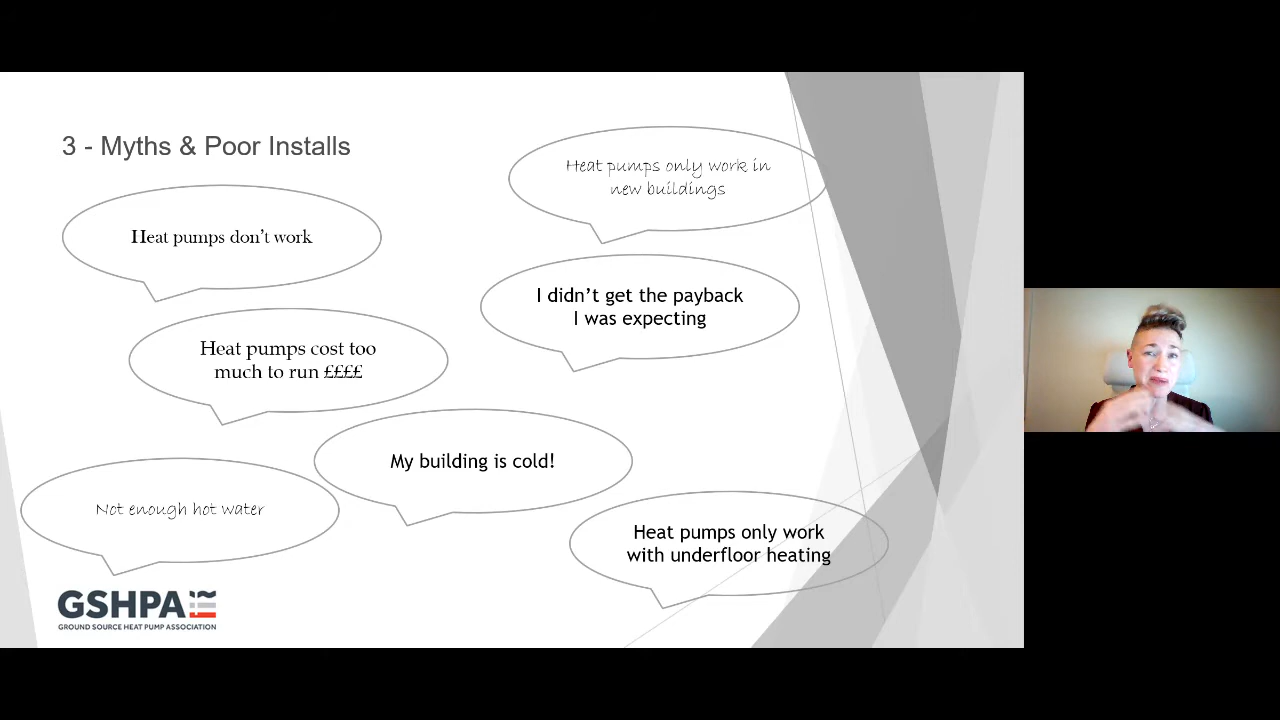 3 - Myths & Poor Installs
Heat pumps only work in
new buildings
Heat pumps don't work
I didn't get the payback
I was expecting
Heat pumps cost too
much to run ££££
My building is cold!
Not enough hot water
Heat pumps only work
with underfloor heating
GSHPA
GROUND SOURCE HEAT PUMP ASSOCIATION